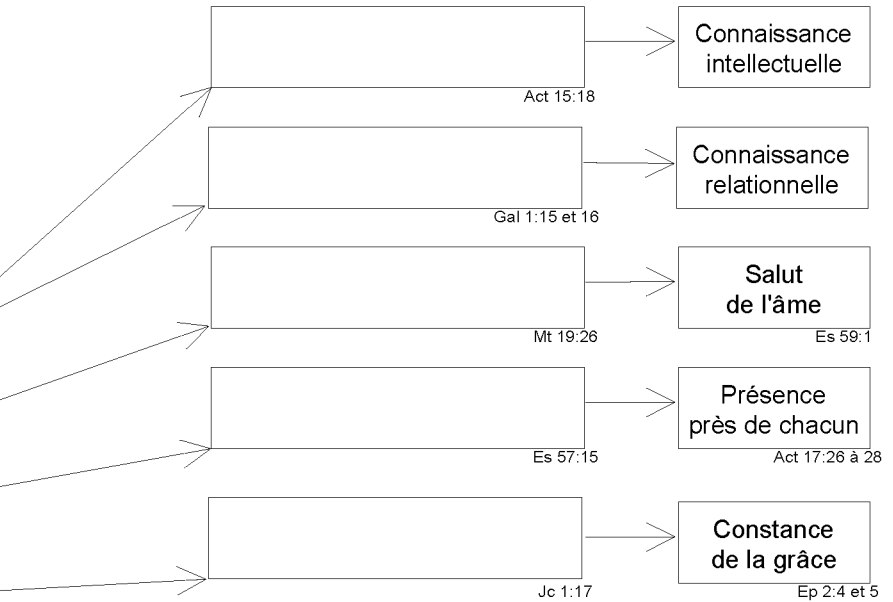 Connaissance
intellectuelle
Act 15:18
Connaissance
relationnelle
Gal 1:15 et 16
Salut
de l'âme
Mt 19:26
Es 59:1
Présence
près de chacun
Es 57:15
Act 17:26 à 28
Constance
de la grâce
Jc 1:17
Ep 2:4 et 5